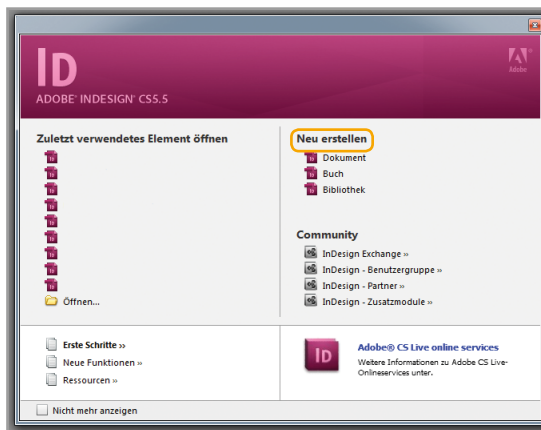 ID
ADOBE® INDESIGN® CS5.5
Adobe
Zuletzt verwendetes Element öffnen
Öffnen...
Neu erstellen
Dokument
Buch
Bibliothek
Community
InDesign Exchange »
InDesign - Benutzergruppe »
InDesign - Partner »
InDesign - Zusatzmodule »
Erste Schritte »
Neue Funktionen »
Ressourcen »
ID
Adobe® CS Live online services
Weitere Informationen zu Adobe CS Live-
Onlineservices unter.
Nicht mehr anzeigen